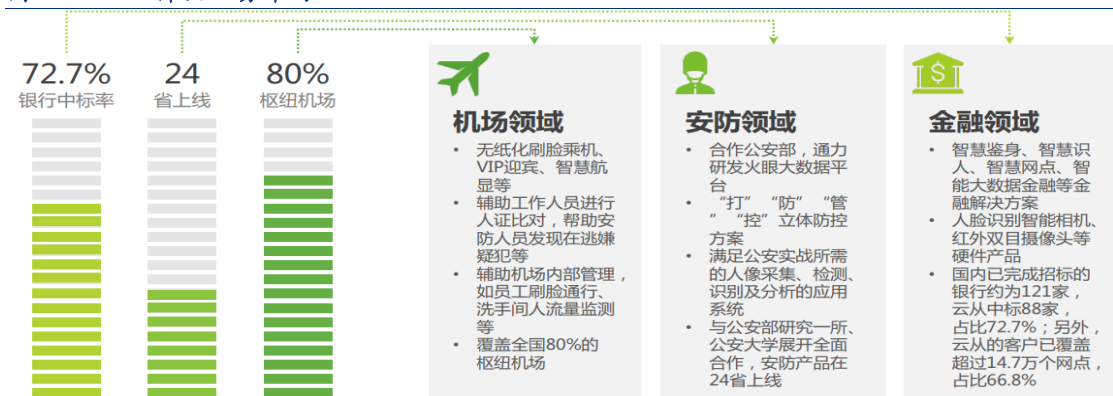 72.7%
银行中标率
24
省上线
80%
枢纽机场
机场领域
• 无纸化刷脸乘机、
VIP迎宾、智慧航
显等
• 辅助工作人员进行
人证比对，帮助安
防人员发现在逃嫌
疑犯等
• 辅助机场内部管理，
如员工刷脸通行、
洗手间人流量监测
等
• 覆盖全国80%的
枢纽机场
安防领域
• 合作公安部，通力
研发火眼大数据平
台
• “打”“防”“管
”“控”立体防控
方案
• 满足公安实战所需
的人像采集、检测、
识别及分析的应用
系统
• 与公安部研究一所、
公安大学展开全面
合作，安防产品在
24省上线
金融领域
• 智慧鉴身、智慧识
人、智慧网点、智
能大数据金融等金
融解决方案
• 人脸识别智能相机、
红外双目摄像头等
硬件产品
• 国内已完成招标的
银行约为121家，
云从中标88家，
占比72.7%；另外，
云从的客户已覆盖
超过14.7万个网点，
占比66.8%